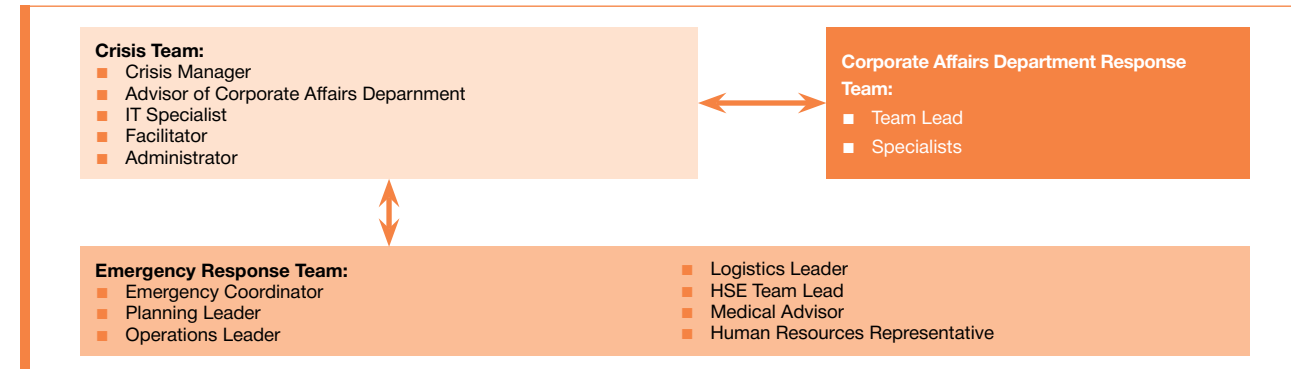 Crisis Team:
Crisis Manager
Advisor of Corporate Affairs Deparnment
IT Specialist
Facilitator
Administrator
Corporate Affairs Department Response
Team:
Team Lead
Specialists
Emergency Response Team:
Emergency Coordinator
Planning Leader
Operations Leader
Logistics Leader
HSE Team Lead
Medical Advisor
Human Resources Representative